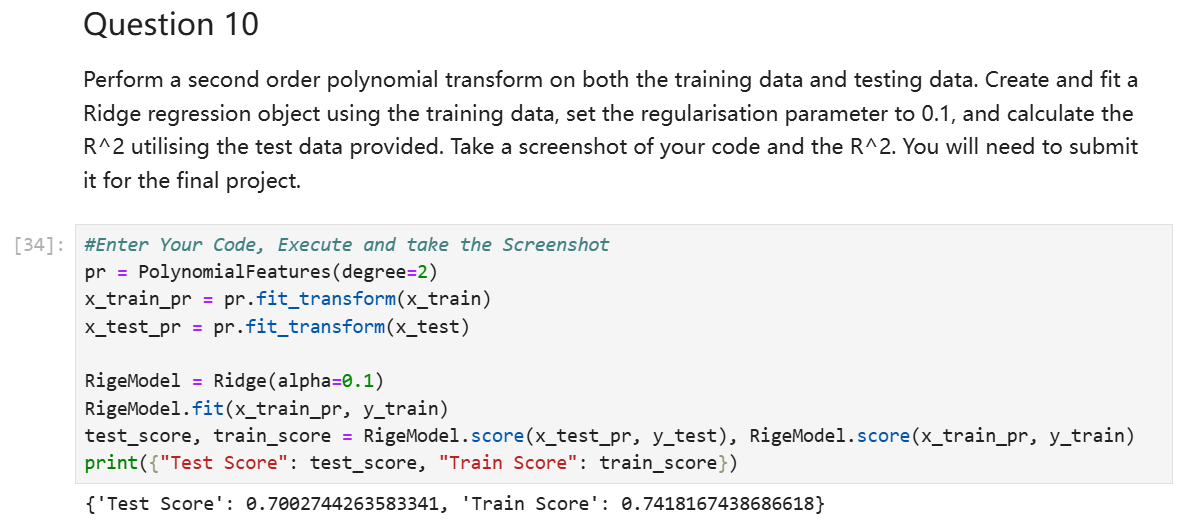 Question 10
Perform a second order polynomial transform on both the training data and testing data. Create and fit a
Ridge regression object using the training data, set the regularisation parameter to 0.1, and calculate the
R^2 utilising the test data provided. Take a screenshot of your code and the R^2. You will need to submit
it for the final project.
[34]: #Enter Your Code, Execute and take the Screenshot
pr = PolynomialFeatures(degree=2)
x_train_pr = pr.fit_transform(x_train)
x_test_pr = pr.fit_transform(x_test)
RigeModel = Ridge(alpha=0.1)
RigeModel.fit(x_train_pr, y_train)
test_score, train_score = RigeModel.score(x_test_pr, y_test), RigeModel.score(x_train_pr, y_train)
print({"Test Score": test_score, "Train Score": train_score})
{'Test Score': 0.7002744263583341, 'Train Score': 0.7418167438686618}